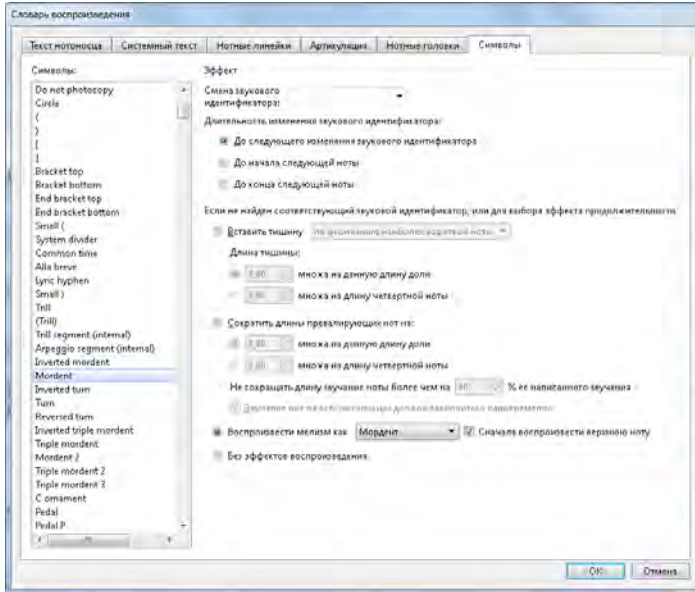 Словарь воспроизведения
Текст нотоносца
Системный текст
Нотные линейки
Артикуляция
Нотные головки
Символы
Символы:
Do not photocopy
Circle
(
)
[
]
Bracket top
Bracket bottom
End bracket top
End bracket bottom
Small (
System divider
Common time
Alla breve
Lyric hyphen
Small )
Trill
(Trill)
Trill segment (internal)
Arpeggio segment (internal)
Inverted mordent
Mordent
Inverted turn
Turn
Reversed turn
Inverted triple mordent
Triple mordent
Mordent 2
Triple mordent 2
Triple mordent 3
C ornament
Pedal
Pedal P
Эффект
Смена звукового
идентификатора:
Длительность изменения звукового идентификатора:
До следующего изменения звукового идентификатора
До начала следующей ноты
До конца следующей ноты
Если не найден соответствующий звуковой идентификатор, или для выбора эффекта продолжительности
Вставить тишину
Длина тишины:
множа на данную длину доли
множа на длину четвертной ноты
Сократить длины превалирующих нот на:
множа на данную длину доли
множа на длину четвертной ноты
Не сокращать длину звучание ноты более чем на
% ее написанного звучания
Воспроизвести мелизм как
Мордент
Сначала воспроизвести верхнюю ноту
Без эффектов воспроизведения
OK
Отмена